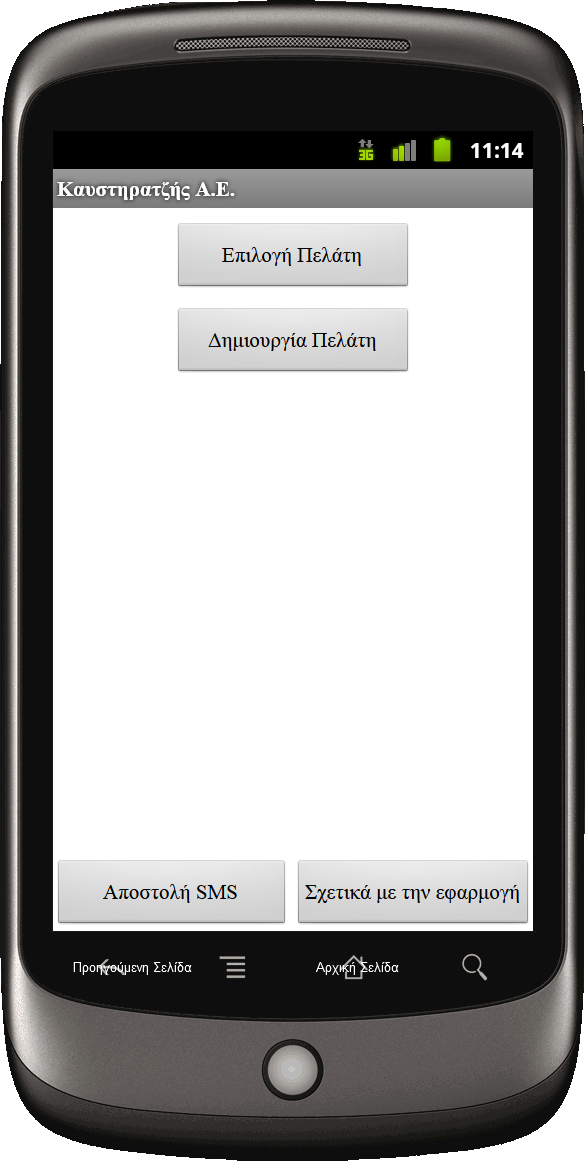 3G
11:14
Καυστηρατζής Α.Ε.
Επιλογή Πελάτη
Δημιουργία Πελάτη
Αποστολή SMS
Σχετικά με την εφαρμογή
Προηγούμενη Σελίδα
Αρχική Σελίδα